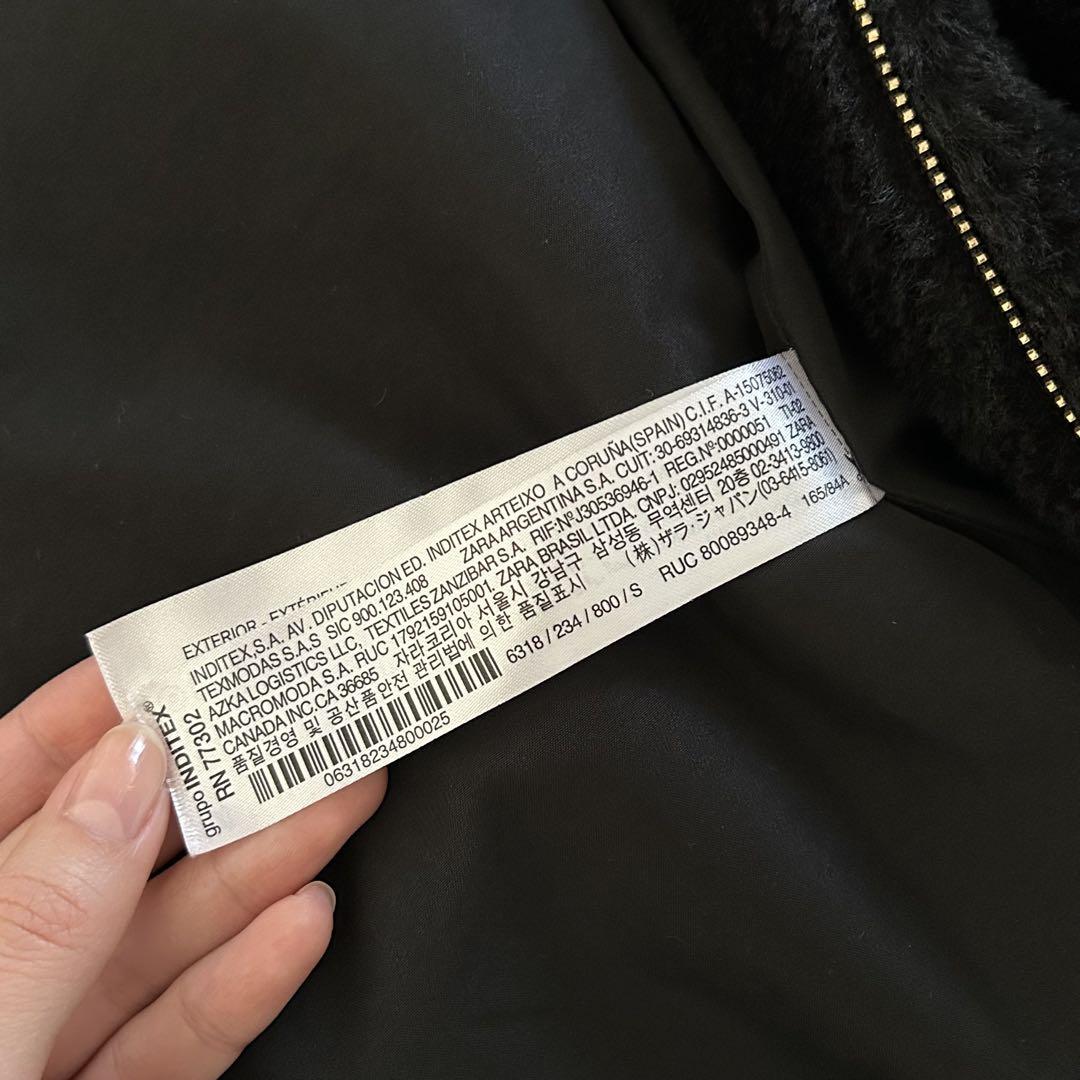 EXTERIOR - EXTÉRIEUR
INDITEX,S.A. AV. DIPUTACION ED. INDITEX ARTEIXO A CORUÑA(SPAIN) C.I.F. A-15075062
TEXMODAS S.A.S SIC 900.123.408 ZARA ARGENTINA S.A. CUIT: 30-69314836-3 V-310-01
AZKA LOGISTICS LLC, TEXTILES ZANZIBAR S.A. RIF: Nº J30536946-1 REG.Nº:0000051 TI-02
MACROMODA S.A. RUC 1792159105001. ZARA BRASIL LTDA. CNPJ: 02952485000491 ZARA
CANADA INC.CA 36685 자라코리아 서울시 강남구 삼성동 무역센터 20층 02-3413-9800
품질경영 및 공산품안전 관리법에 의한 품질표시 (株)ザラ・ジャパン(03-6415-8061)
06318234800025
6318 / 234 / 800 / S
RUC 80089348-4
165/84A
grupo INDITEX®
RN 77302